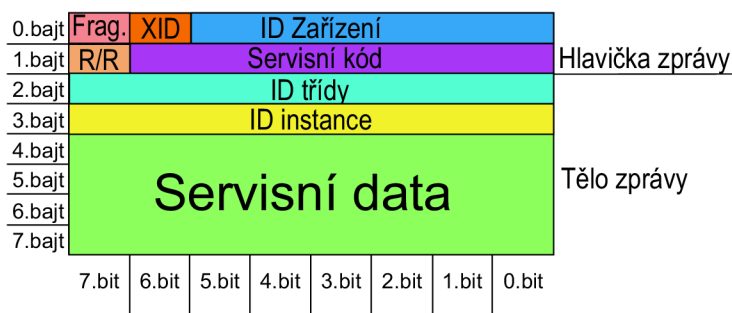 0.bajt Frag. XID ID Zařízení
1.bajt R/R Servisní kód Hlavička zprávy
2.bajt ID třídy
3.bajt ID instance
4.bajt
5.bajt Servisní data Tělo zprávy
6.bajt
7.bajt
7.bit 6.bit 5.bit 4.bit 3.bit 2.bit 1.bit 0.bit